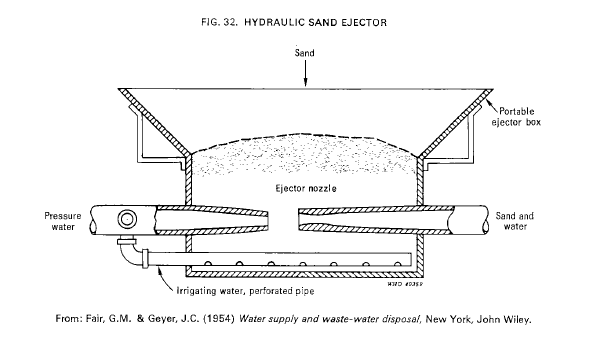 FIG. 32. HYDRAULIC SAND EJECTOR
Sand
Portable
ejector box
Ejector nozzle
Pressure
water
Sand and
water
Irrigating water, perforated pipe
From: Fair, G.M. & Geyer, J.C. (1954) Water supply and waste-water disposal, New York, John Wiley.